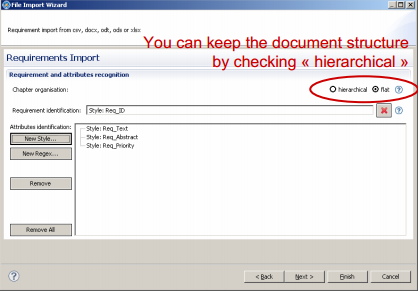 File Import Wizard
Requirement import from csv, docx, odt, ods or xlsx
You can keep the document structure
by checking « hierarchical »
Requirements Import
Requirement and attributes recognition
Chapter organisation: hierarchical flat
Requirement identification: Style: Req_ID
Attributes identification:
Style: Req_Text
New Style...
Style: Req_Abstract
Style: Req_Priority
New Regex...
Remove
Remove All
< Back Next > Finish Cancel